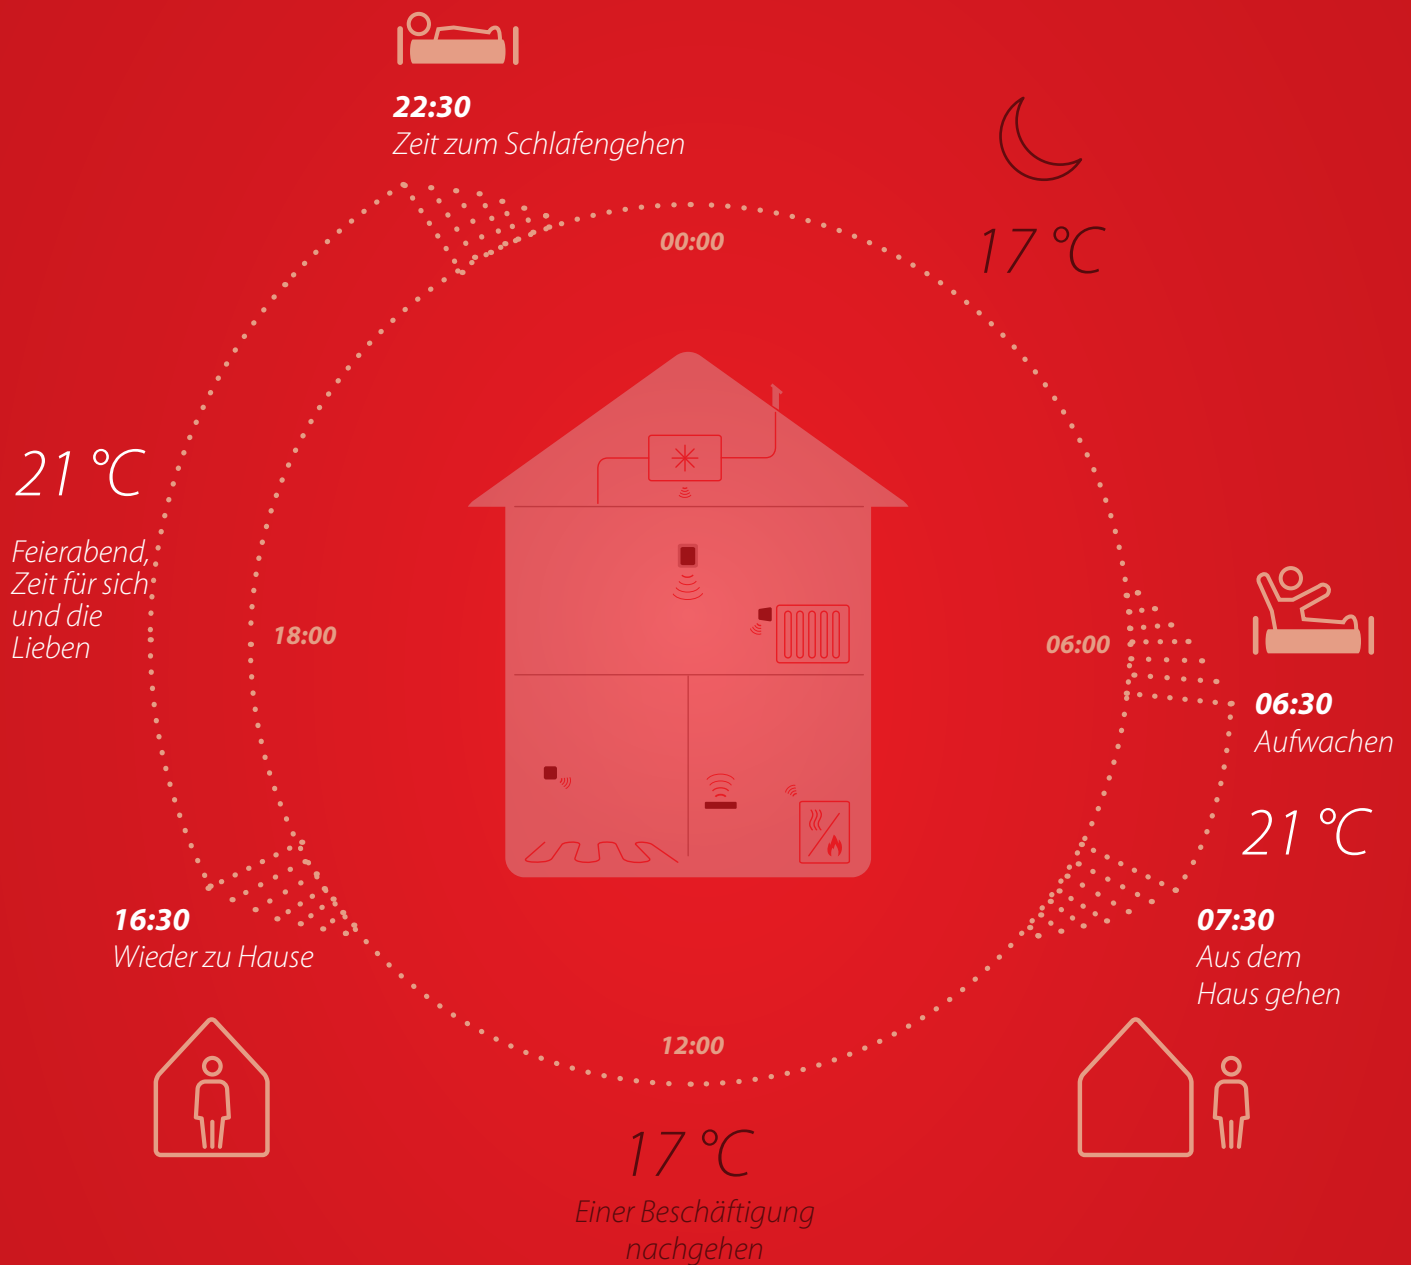 22:30
Zeit zum Schlafengehen
00:00
17 °C
21 °C
Feierabend,
Zeit für sich
und die
Lieben
18:00
06:00
06:30
Aufwachen
21 °C
16:30
Wieder zu Hause
07:30
Aus dem
Haus gehen
12:00
17 °C
Einer Beschäftigung
nachgehen